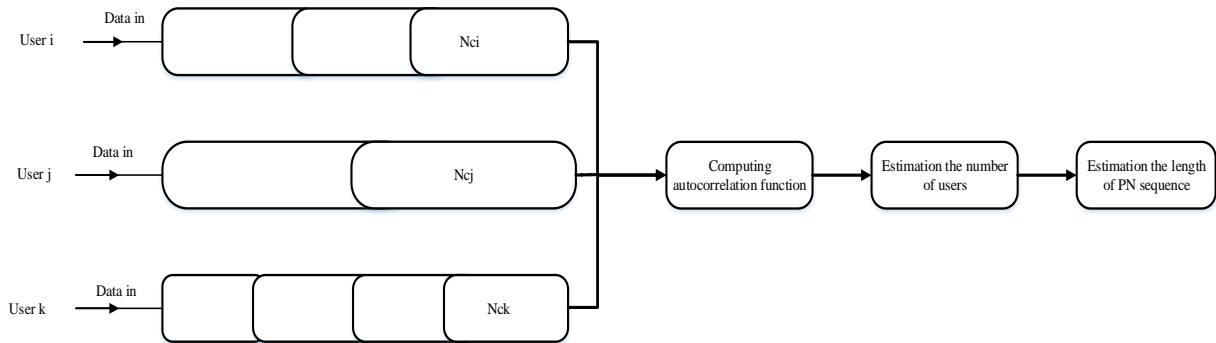 Data in
User i
Nci
Data in
User j
Ncj
Computing
autocorrelation function
Estimation the number
of users
Estimation the length
of PN sequence
Data in
User k
Nck